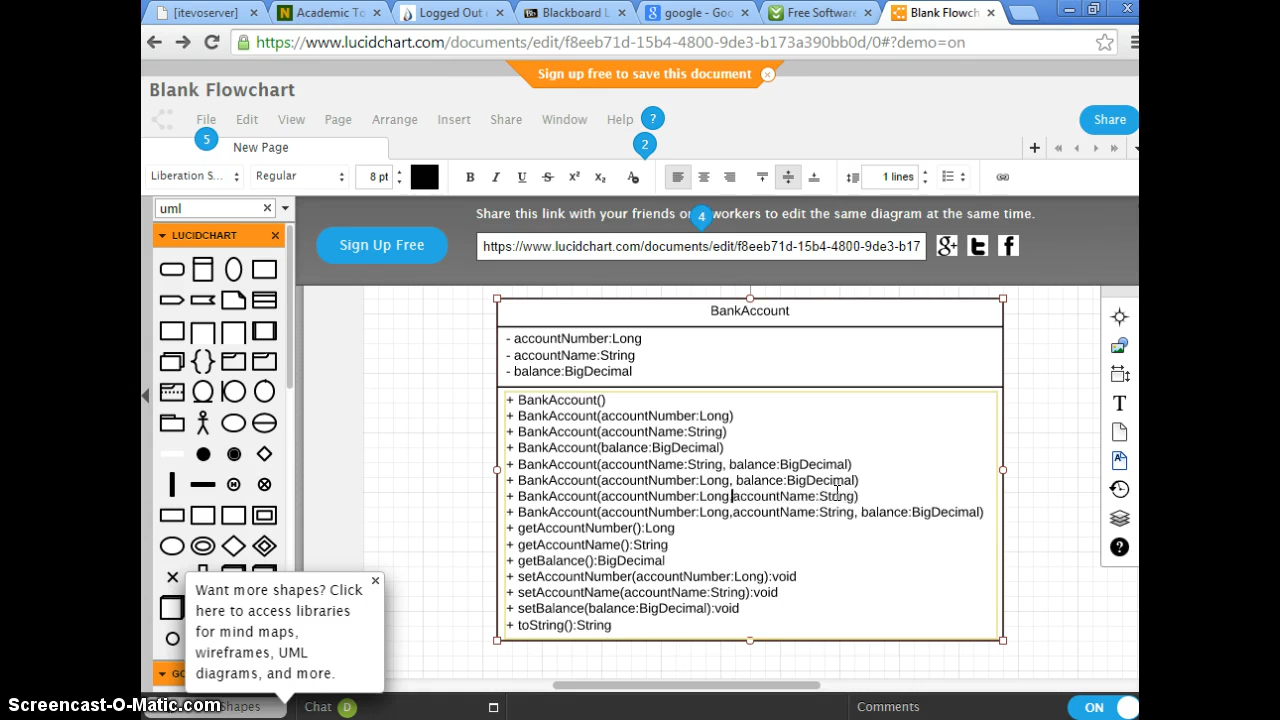 [itevoserver]
Academic To
Logged Out
Blackboard L
google - Goo
Free Software
Blank Flowch
https://www.lucidchart.com/documents/edit/f8eeb71d-15b4-4800-9de3-b173a390bb0d/0#?demo=on
Sign up free to save this document
Blank Flowchart
File Edit View Page Arrange Insert Share Window Help ?
Share
5
New Page
2
Liberation S...
Regular
8 pt
B I U S
1 lines
uml
Share this link with your friends or workers to edit the same diagram at the same time.
4
LUCIDCHART
Sign Up Free
https://www.lucidchart.com/documents/edit/f8eeb71d-15b4-4800-9de3-b17
BankAccount
- accountNumber:Long
- accountName:String
- balance:BigDecimal
+ BankAccount()
+ BankAccount(accountNumber:Long)
+ BankAccount(accountName:String)
+ BankAccount(balance:BigDecimal)
+ BankAccount(accountName:String, balance:BigDecimal)
+ BankAccount(accountNumber:Long, balance:BigDecimal)
+ BankAccount(accountNumber:Long,accountName:String)
+ BankAccount(accountNumber:Long,accountName:String, balance:BigDecimal)
+ getAccountNumber():Long
+ getAccountName():String
+ getBalance():BigDecimal
+ setAccountNumber(accountNumber:Long):void
+ setAccountName(accountName:String):void
+ setBalance(balance:BigDecimal):void
+ toString():String
Want more shapes? Click
here to access libraries
for mind maps,
wireframes, UML
diagrams, and more.
GO
Screencast-O-Matic.com
Shapes
Chat D
Comments
ON